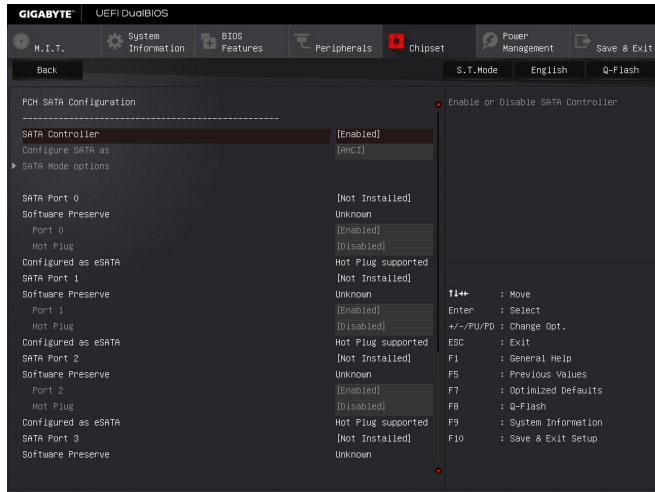 GIGABYTE™ UEFI DualBIOS
M.I.T.
System Information
BIOS Features
Peripherals
Chipset
Power Management
Save & Exit
Back
S.T.Mode English Q-Flash
PCH SATA Configuration
--------------------------------------------------
SATA Controller [Enabled]
Configure SATA as [AHCI]
SATA Mode options
SATA Port 0 [Not Installed]
Software Preserve Unknown
Port 0 [Enabled]
Hot Plug [Disabled]
Configured as eSATA Hot Plug supported
SATA Port 1 [Not Installed]
Software Preserve Unknown
Port 1 [Enabled]
Hot Plug [Disabled]
Configured as eSATA Hot Plug supported
SATA Port 2 [Not Installed]
Software Preserve Unknown
Port 2 [Enabled]
Hot Plug [Disabled]
Configured as eSATA Hot Plug supported
SATA Port 3 [Not Installed]
Software Preserve Unknown
Enable or Disable SATA Controller
↑↓→← : Move
Enter : Select
+/-/PU/PD : Change Opt.
ESC : Exit
F1 : General Help
F5 : Previous Values
F7 : Optimized Defaults
F8 : Q-Flash
F9 : System Information
F10 : Save & Exit Setup